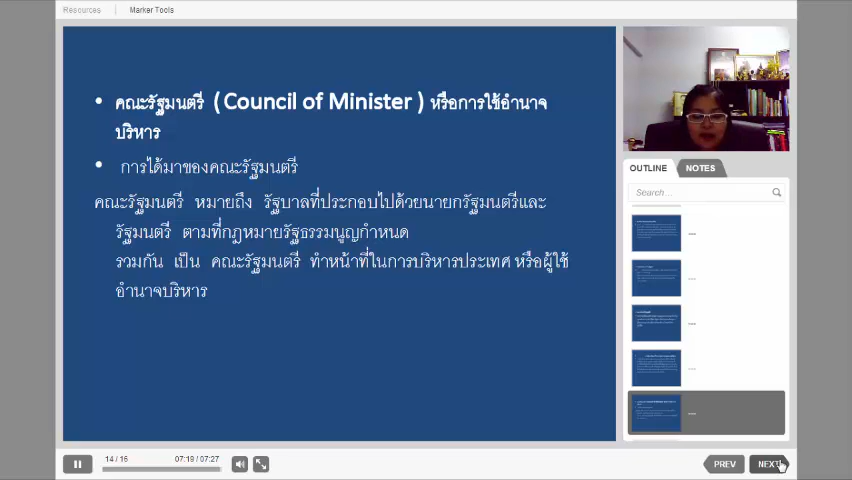 Resources
Marker Tools
• คณะรัฐมนตรี ( Council of Minister ) หรือการใช้อำนาจ
บริหาร
• การได้มาของคณะรัฐมนตรี
คณะรัฐมนตรี หมายถึง รัฐบาลที่ประกอบไปด้วยนายกรัฐมนตรีและ
รัฐมนตรี ตามที่กฎหมายรัฐธรรมนูญกำหนด
รวมกัน เป็น คณะรัฐมนตรี ทำหน้าที่ในการบริหารประเทศ หรือผู้ใช้
อำนาจบริหาร
OUTLINE
NOTES
Search...
14 / 16
07:19 / 07:27
PREV
NEXT